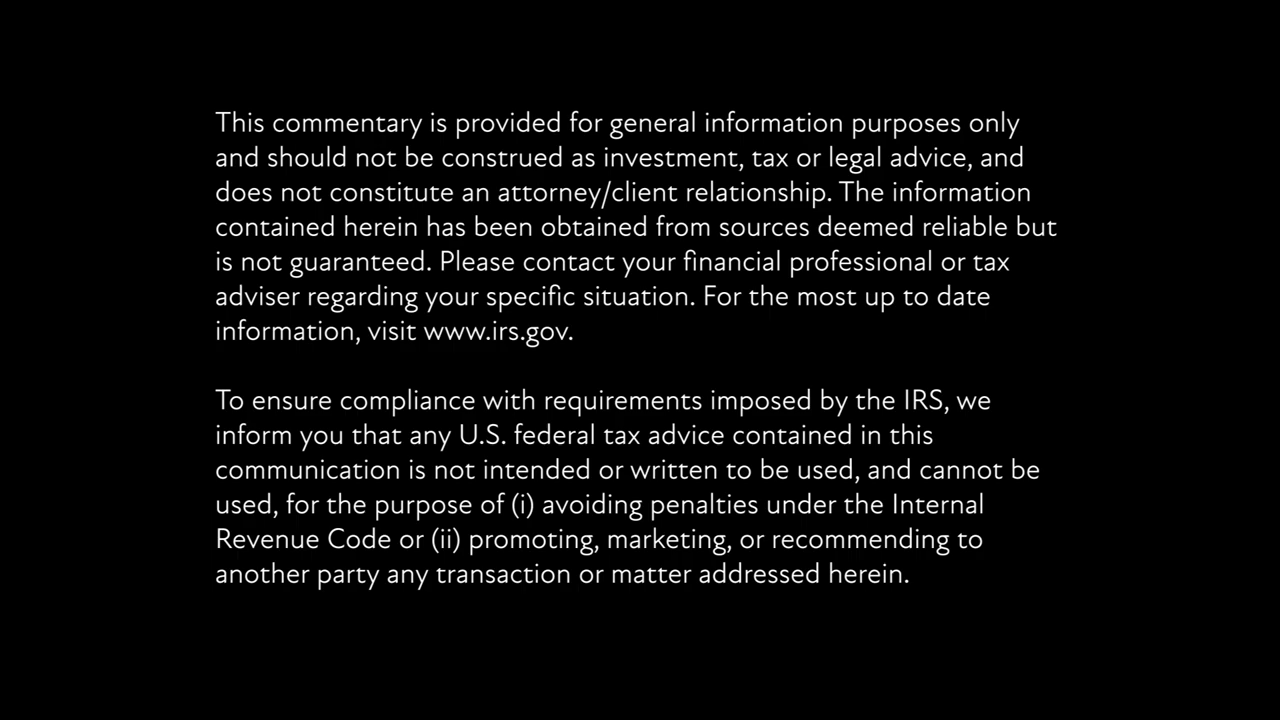 This commentary is provided for general information purposes only
and should not be construed as investment, tax or legal advice, and
does not constitute an attorney/client relationship. The information
contained herein has been obtained from sources deemed reliable but
is not guaranteed. Please contact your financial professional or tax
adviser regarding your specific situation. For the most up to date
information, visit www.irs.gov.
To ensure compliance with requirements imposed by the IRS, we
inform you that any U.S. federal tax advice contained in this
communication is not intended or written to be used, and cannot be
used, for the purpose of (i) avoiding penalties under the Internal
Revenue Code or (ii) promoting, marketing, or recommending to
another party any transaction or matter addressed herein.